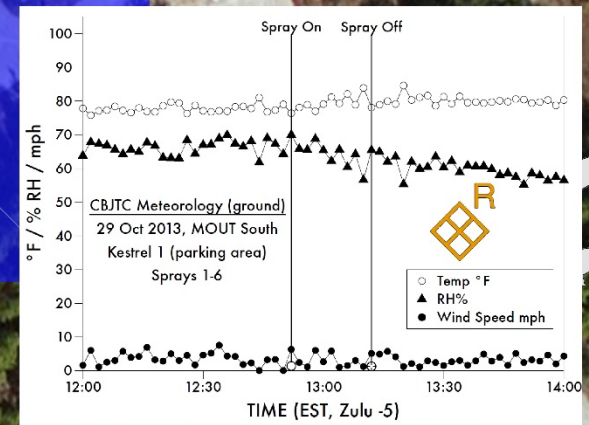 Spray On Spray Off
100
90
80
70
60
50
40
30
20
10
0
°F / % RH / mph
CBJTC Meteorology (ground)
29 Oct 2013, MOUT South
Kestrel 1 (parking area)
Sprays 1-6
R
Temp °F
RH%
Wind Speed mph
12:00 12:30 13:00 13:30 14:00
TIME (EST, Zulu -5)